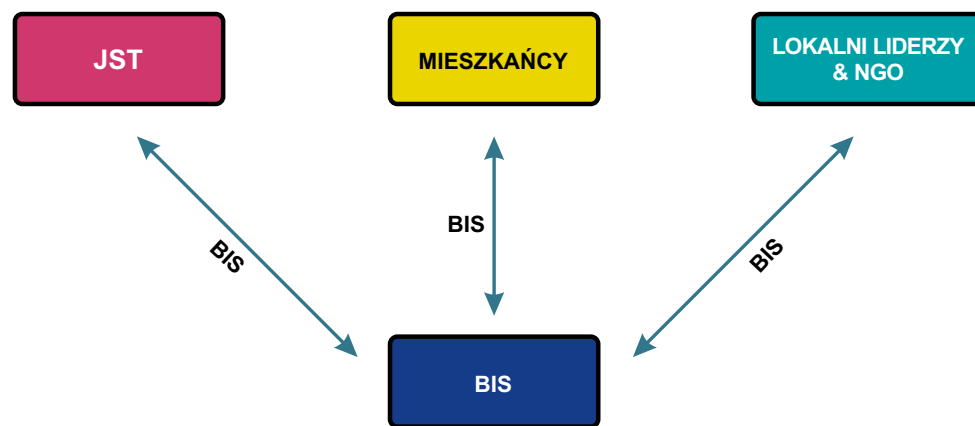 JST
MIESZKAŃCY
LOKALNI LIDERZY
& NGO
BIS
BIS
BIS
BIS